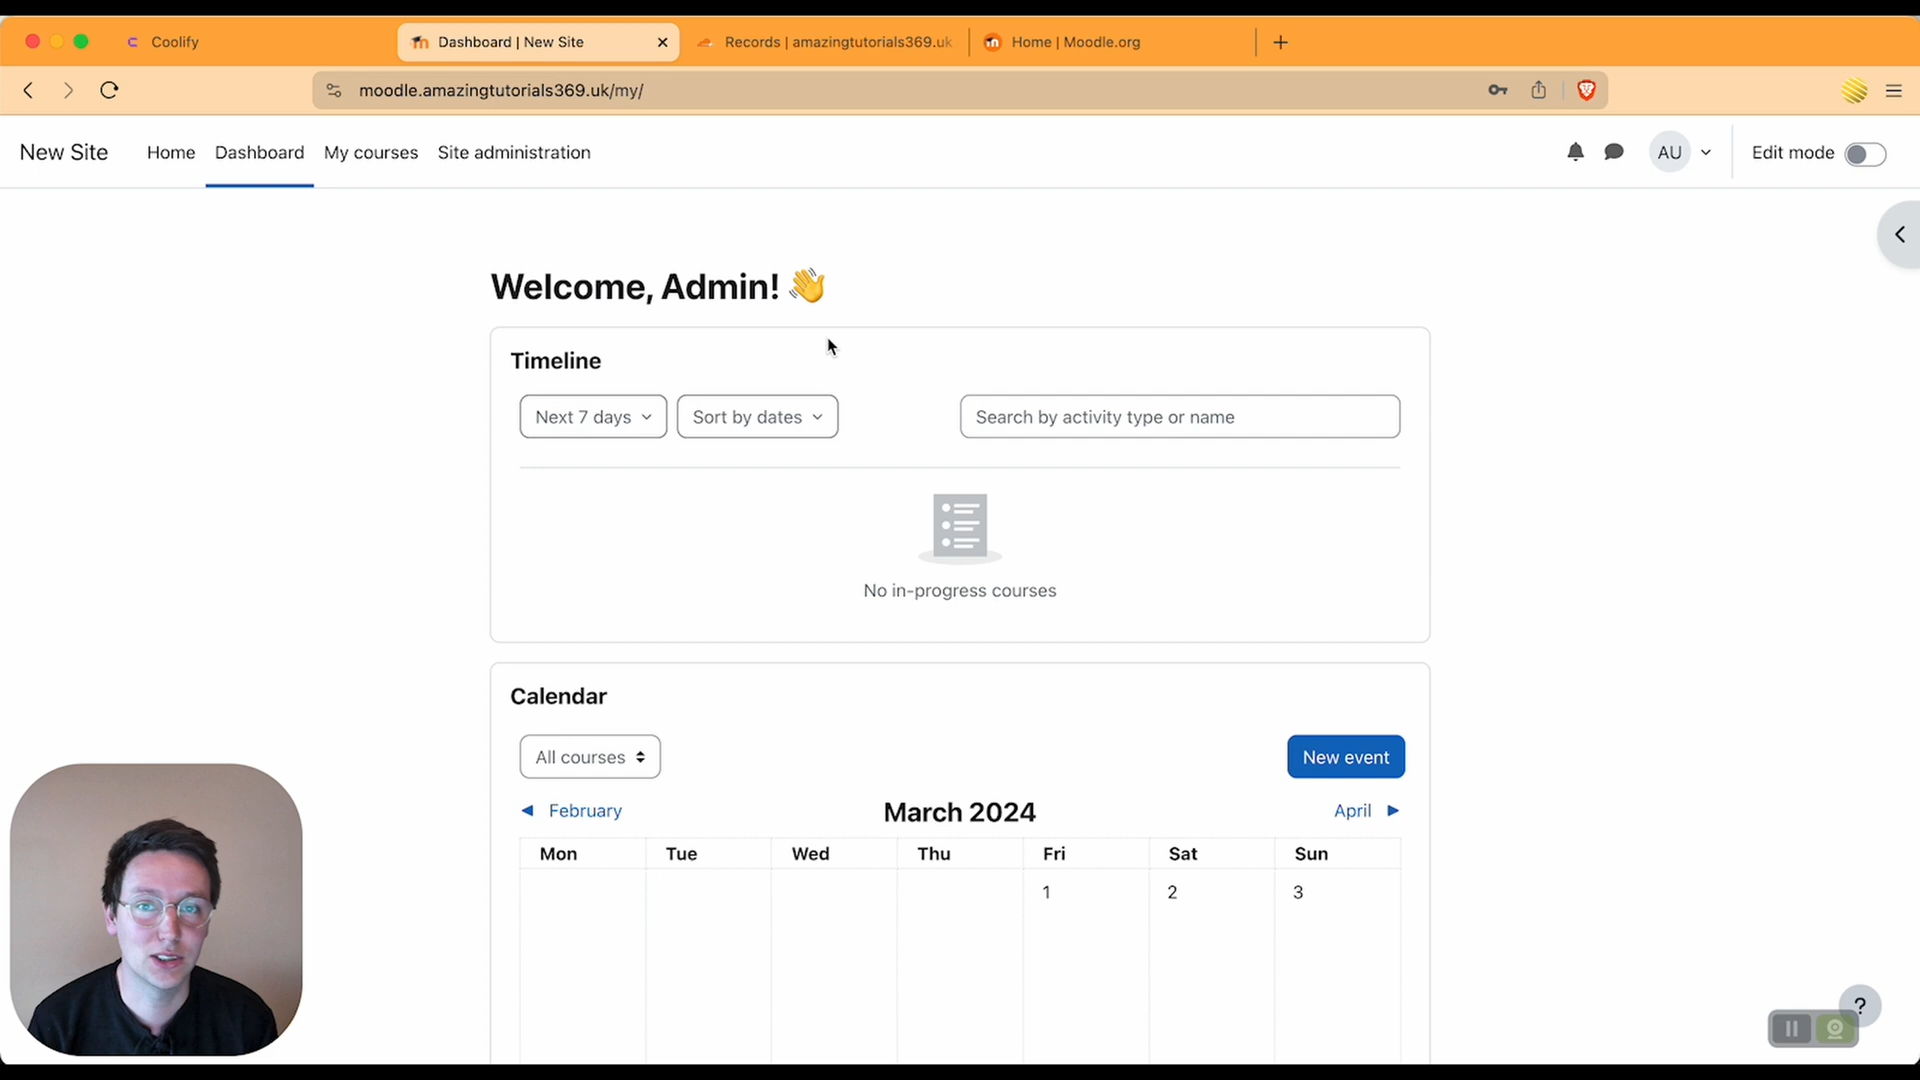 Coolify
Dashboard | New Site
Records | amazingtutorials369.uk
Home | Moodle.org
moodle.amazingtutorials369.uk/my/
New Site
Home
Dashboard
My courses
Site administration
AU
Edit mode
Welcome, Admin! 👋
Timeline
Next 7 days
Sort by dates
Search by activity type or name
No in-progress courses
Calendar
All courses
New event
◄ February
March 2024
April ►
Mon Tue Wed Thu Fri Sat Sun
1 2 3
?